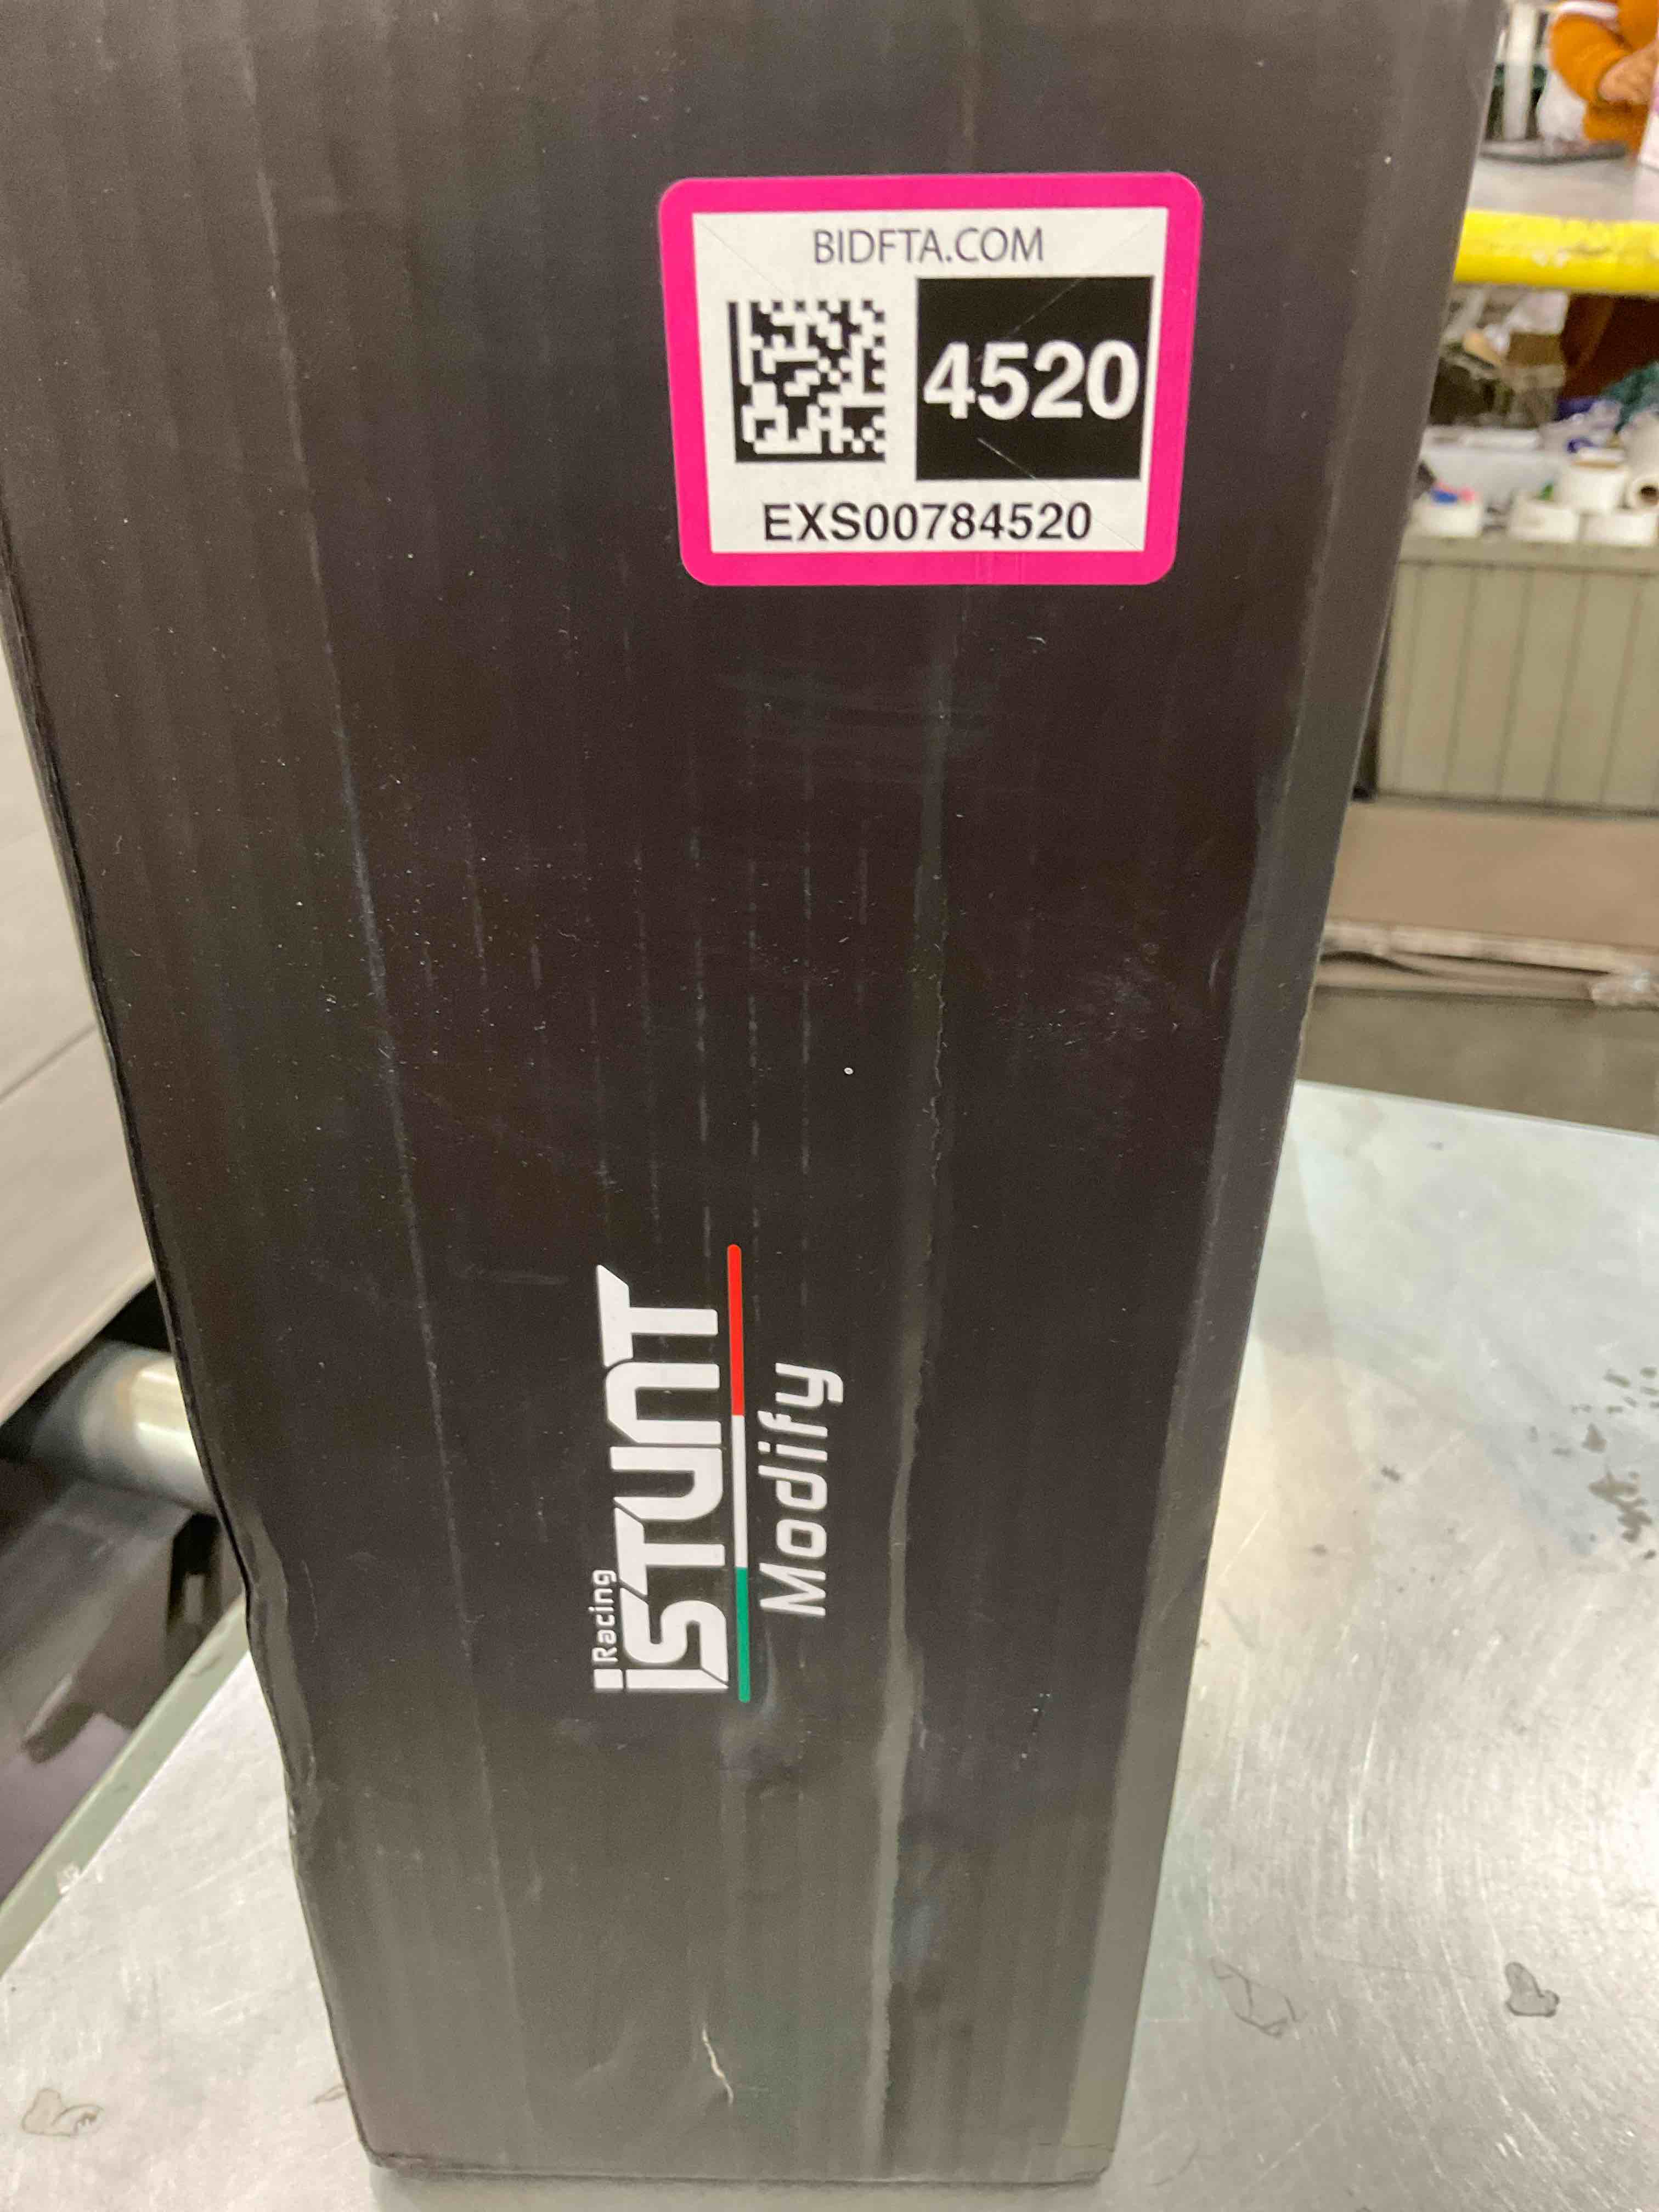 BIDFTA.COM
4520
EXS00784520
Racing
iSTUNT
Modify